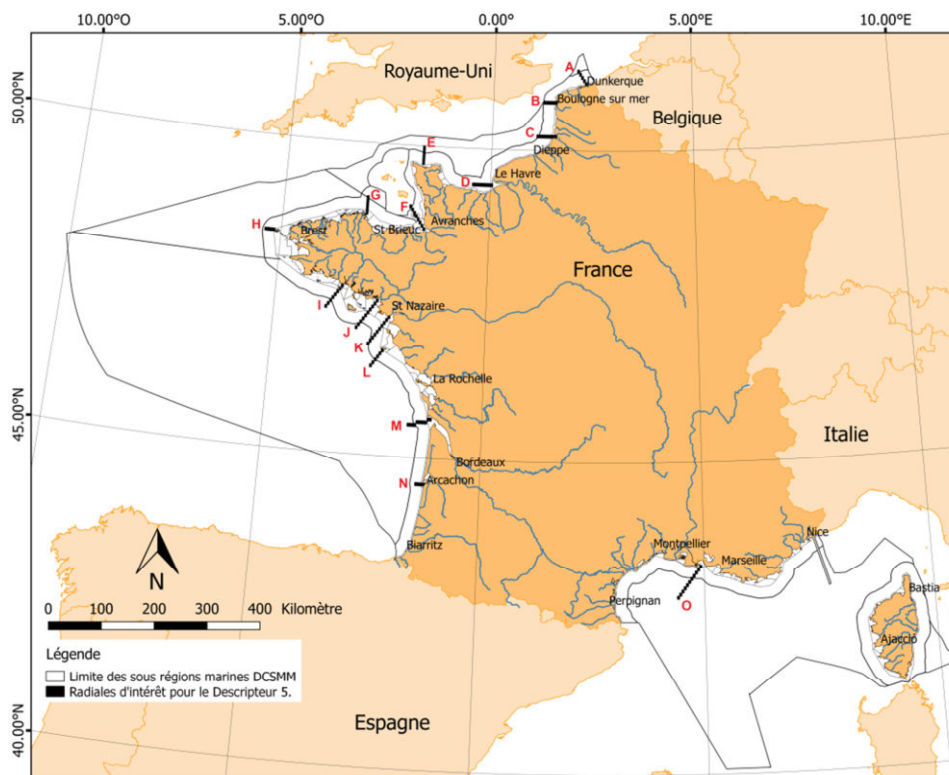 10.00°W
5.00°W
0.00°E
5.00°E
10.00°E
50.00°N
45.00°N
40.00°N
Royaume-Uni
A
Dunkerque
B
Boulogne sur mer
Belgique
C
Dieppe
E
Le Havre
D
G
F
Avranches
H
Brest
St Brieuc
France
I
St Nazaire
J
K
L
La Rochelle
M
Italie
Bordeaux
N
Arcachon
Nice
Montpellier
Biarritz
Marseille
Bastia
Perpignan
O
Ajaccio
N
0 100 200 300 400 Kilomètre
Légende
Limite des sous régions marines DCSMM
Radiales d'intérêt pour le Descripteur 5.
Espagne